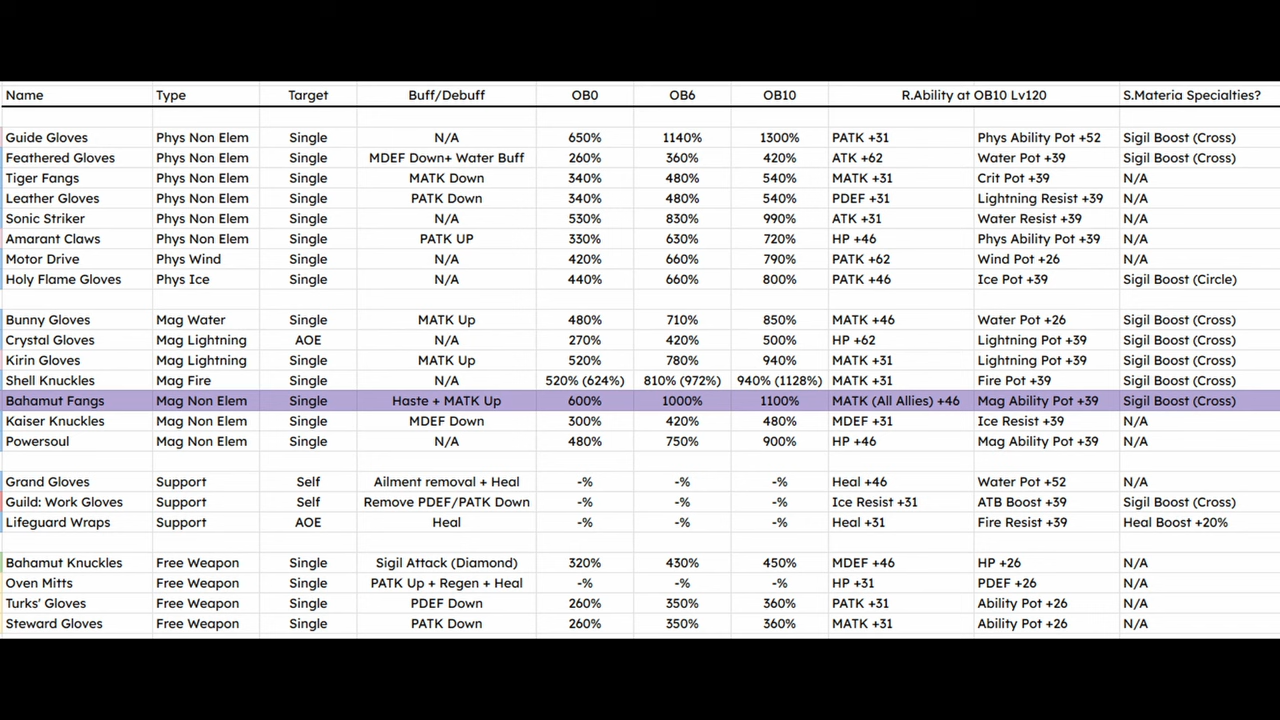 Name Type Target Buff/Debuff OB0 OB6 OB10 R.Ability at OB10 Lv120 S.Materia Specialties?
Guide Gloves Phys Non Elem Single N/A 650% 1140% 1300% PATK +31 Phys Ability Pot +52 Sigil Boost (Cross)
Feathered Gloves Phys Non Elem Single MDEF Down+ Water Buff 260% 360% 420% ATK +62 Water Pot +39 Sigil Boost (Cross)
Tiger Fangs Phys Non Elem Single MATK Down 340% 480% 540% MATK +31 Crit Pot +39 N/A
Leather Gloves Phys Non Elem Single PATK Down 340% 480% 540% PDEF +31 Lightning Resist +39 N/A
Sonic Striker Phys Non Elem Single N/A 530% 830% 990% ATK +31 Water Resist +39 N/A
Amarant Claws Phys Non Elem Single PATK UP 330% 630% 720% HP +46 Phys Ability Pot +39 N/A
Motor Drive Phys Wind Single N/A 420% 660% 790% PATK +62 Wind Pot +26 N/A
Holy Flame Gloves Phys Ice Single N/A 440% 660% 800% PATK +46 Ice Pot +39 Sigil Boost (Circle)
Bunny Gloves Mag Water Single MATK Up 480% 710% 850% MATK +46 Water Pot +26 Sigil Boost (Cross)
Crystal Gloves Mag Lightning AOE N/A 270% 420% 500% HP +62 Lightning Pot +39 Sigil Boost (Cross)
Kirin Gloves Mag Lightning Single MATK Up 520% 780% 940% MATK +31 Lightning Pot +39 Sigil Boost (Cross)
Shell Knuckles Mag Fire Single N/A 520% (624%) 810% (972%) 940% (1128%) MATK +31 Fire Pot +39 Sigil Boost (Cross)
Bahamut Fangs Mag Non Elem Single Haste + MATK Up 600% 1000% 1100% MATK (All Allies) +46 Mag Ability Pot +39 Sigil Boost (Cross)
Kaiser Knuckles Mag Non Elem Single MDEF Down 300% 420% 480% MDEF +31 Ice Resist +39 N/A
Powersoul Mag Non Elem Single N/A 480% 750% 900% HP +46 Mag Ability Pot +39 N/A
Grand Gloves Support Self Ailment removal + Heal -% -% -% Heal +46 Water Pot +52 N/A
Guild: Work Gloves Support Self Remove PDEF/PATK Down -% -% -% Ice Resist +31 ATB Boost +39 Sigil Boost (Cross)
Lifeguard Wraps Support AOE Heal -% -% -% Heal +31 Fire Resist +39 Heal Boost +20%
Bahamut Knuckles Free Weapon Single Sigil Attack (Diamond) 320% 430% 450% MDEF +46 HP +26 N/A
Oven Mitts Free Weapon Single PATK Up + Regen + Heal -% -% -% HP +31 PDEF +26 N/A
Turks' Gloves Free Weapon Single PDEF Down 260% 350% 360% PATK +31 Ability Pot +26 N/A
Steward Gloves Free Weapon Single PATK Down 260% 350% 360% MATK +31 Ability Pot +26 N/A